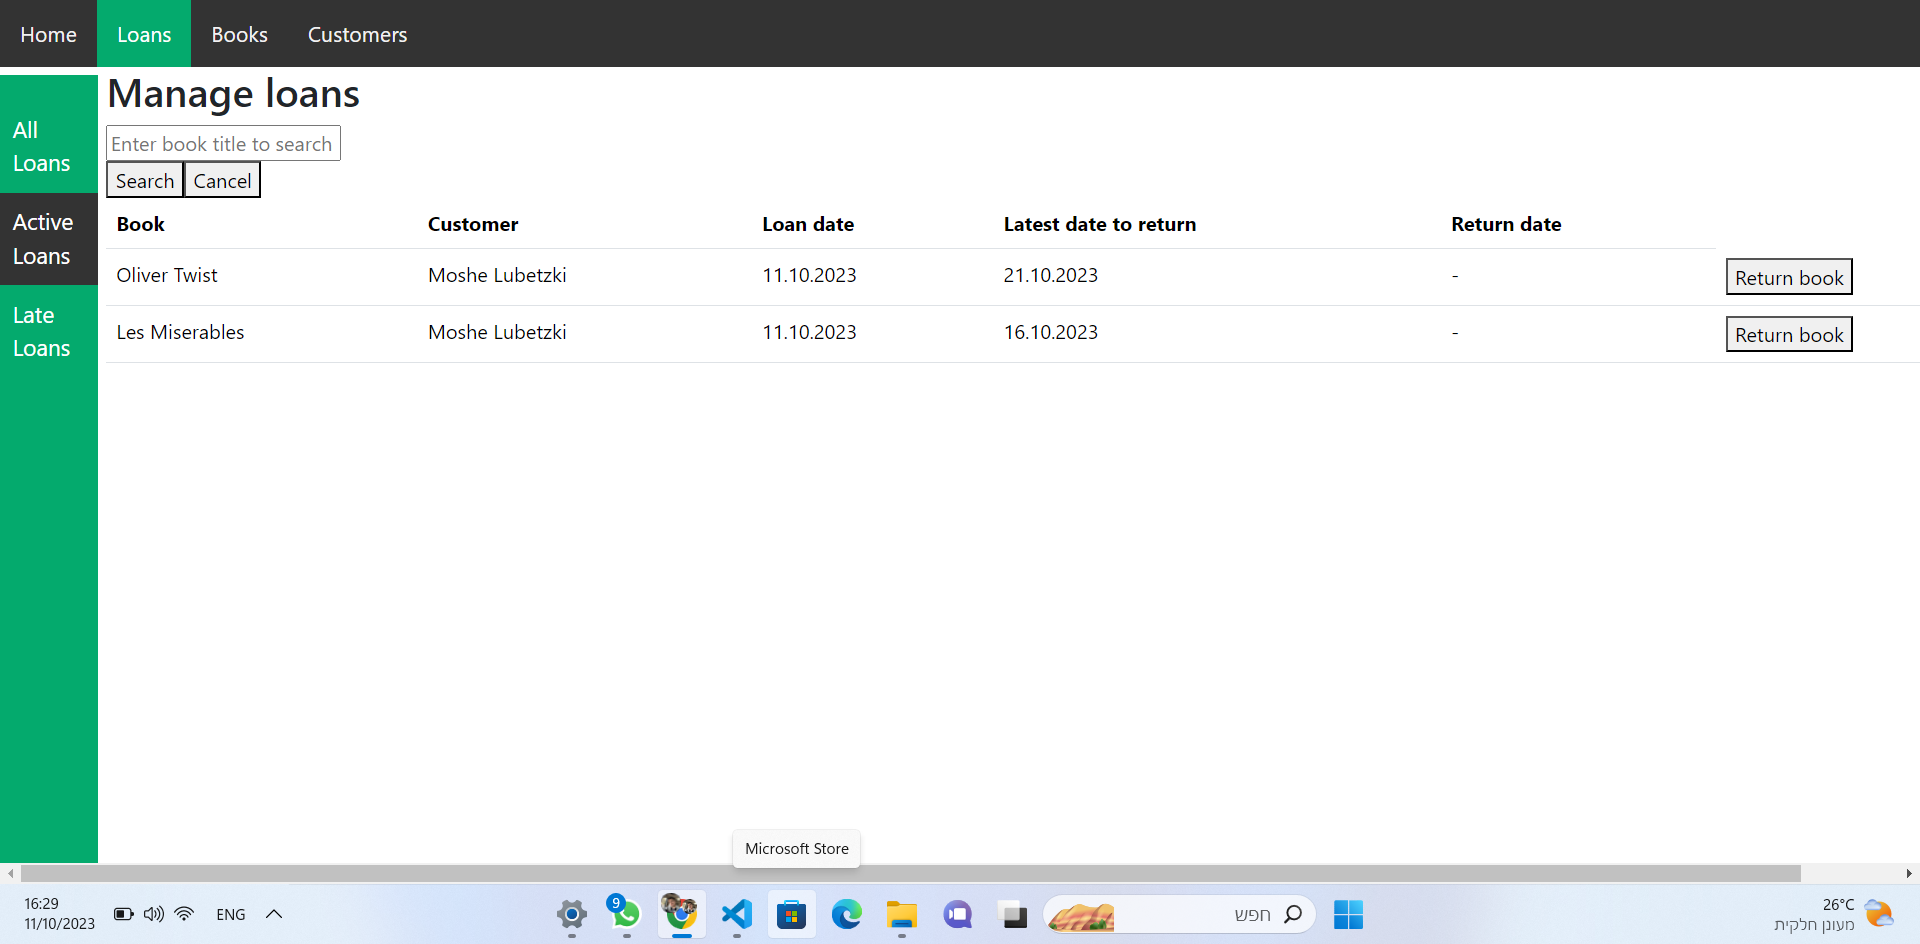 Home Loans Books Customers
Manage loans
All
Loans
Active
Loans
Late
Loans
Enter book title to search
Search Cancel
Book Customer Loan date Latest date to return Return date
Oliver Twist Moshe Lubetzki 11.10.2023 21.10.2023 - Return book
Les Miserables Moshe Lubetzki 11.10.2023 16.10.2023 - Return book
Microsoft Store
16:29
11/10/2023
ENG
9
חפש
26°C
מעונן חלקית